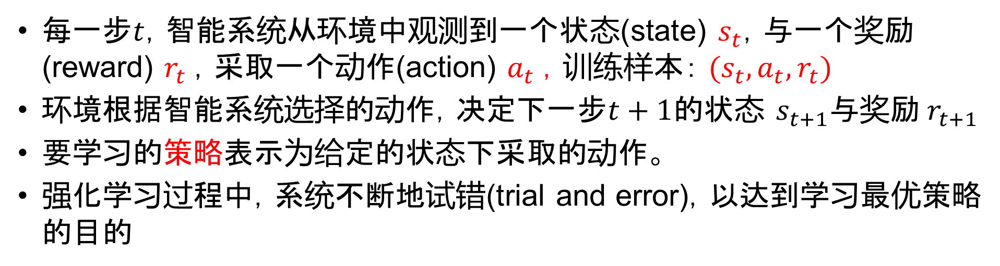 • 每一步t, 智能系统从环境中观测到一个状态(state) s_t, 与一个奖励
(reward) r_t , 采取一个动作(action) a_t , 训练样本: (s_t, a_t, r_t)
• 环境根据智能系统选择的动作, 决定下一步t + 1的状态 s_{t+1}与奖励 r_{t+1}
• 要学习的策略表示为给定的状态下采取的动作。
• 强化学习过程中, 系统不断地试错(trial and error), 以达到学习最优策略
的目的